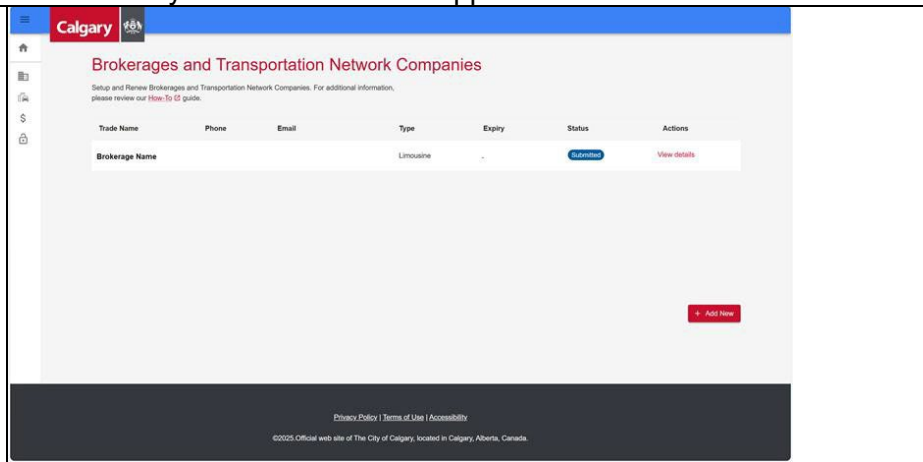 Calgary
Brokerages and Transportation Network Companies
Setup and Renew Brokerages and Transportation Network Companies. For additional information,
please review our How-To guide.
Trade Name Phone Email Type Expiry Status Actions
Brokerage Name Limousine - Submitted View details
+ Add New
Privacy Policy | Terms of Use | Accessibility
©2025.Official web site of The City of Calgary, located in Calgary, Alberta, Canada.